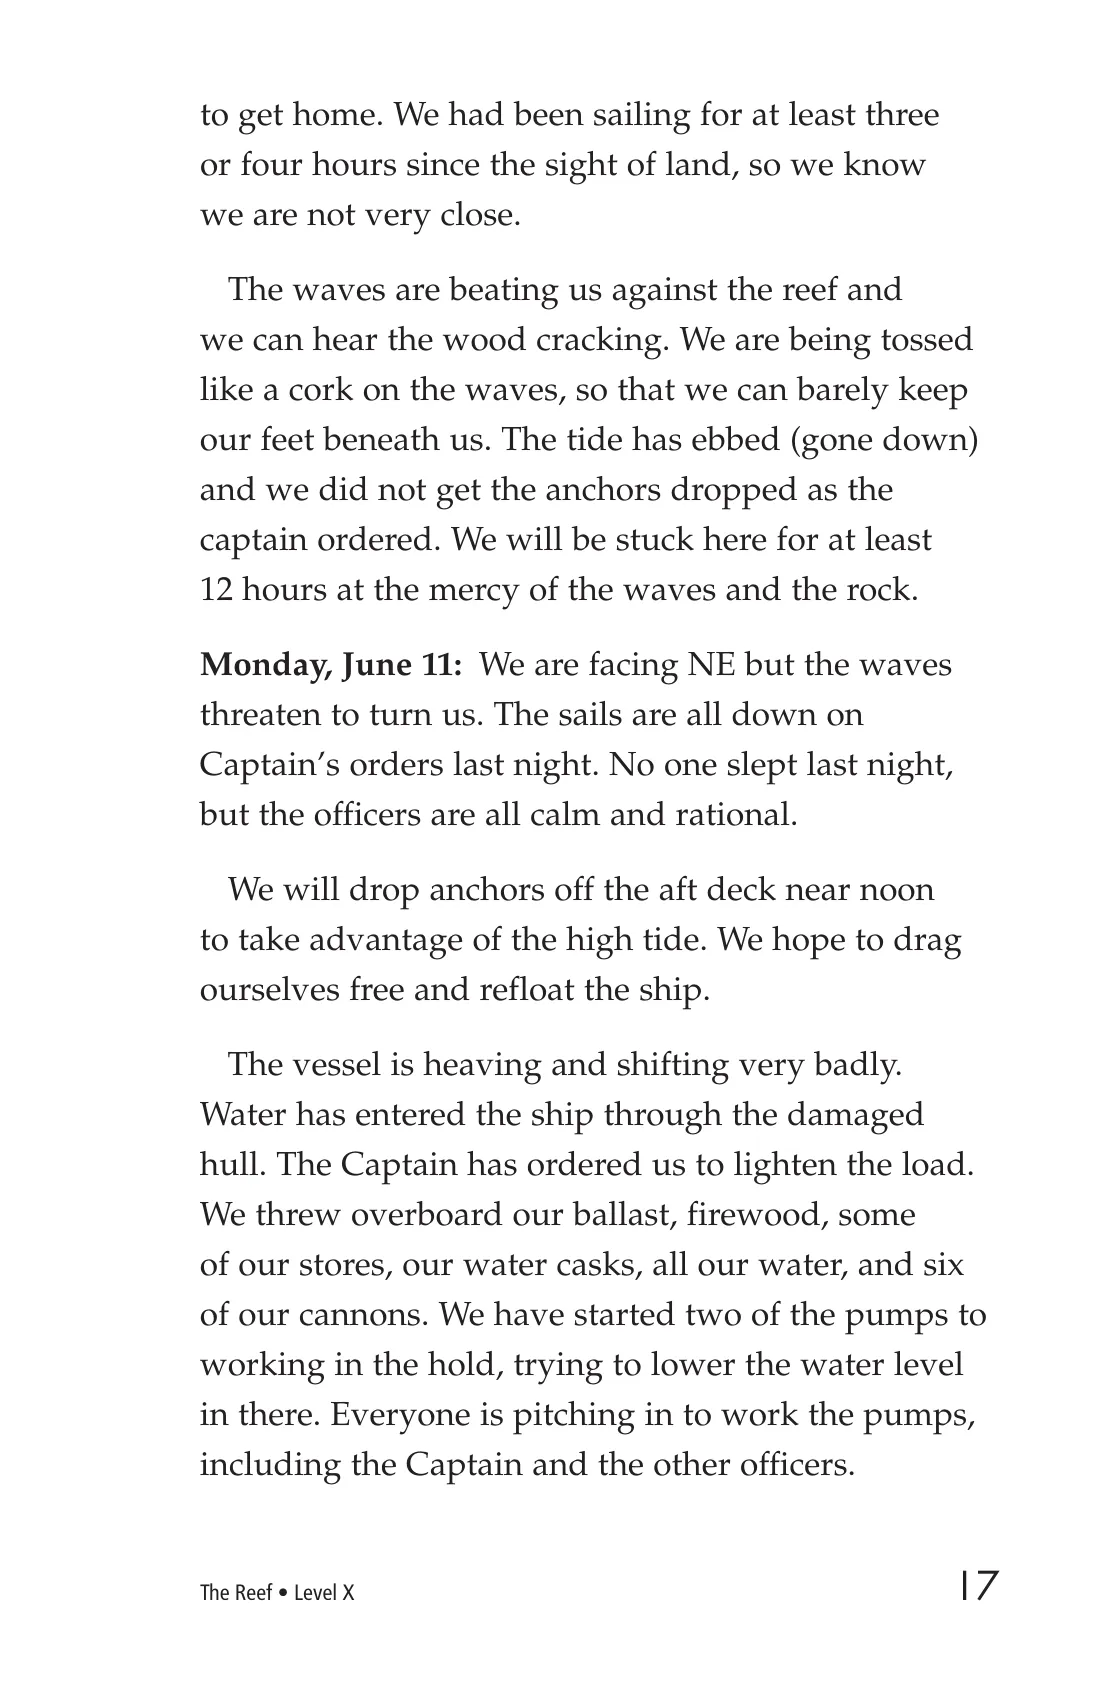 to get home. We had been sailing for at least three
or four hours since the sight of land, so we know
we are not very close.
The waves are beating us against the reef and
we can hear the wood cracking. We are being tossed
like a cork on the waves, so that we can barely keep
our feet beneath us. The tide has ebbed (gone down)
and we did not get the anchors dropped as the
captain ordered. We will be stuck here for at least
12 hours at the mercy of the waves and the rock.
Monday, June 11: We are facing NE but the waves
threaten to turn us. The sails are all down on
Captain’s orders last night. No one slept last night,
but the officers are all calm and rational.
We will drop anchors off the aft deck near noon
to take advantage of the high tide. We hope to drag
ourselves free and refloat the ship.
The vessel is heaving and shifting very badly.
Water has entered the ship through the damaged
hull. The Captain has ordered us to lighten the load.
We threw overboard our ballast, firewood, some
of our stores, our water casks, all our water, and six
of our cannons. We have started two of the pumps to
working in the hold, trying to lower the water level
in there. Everyone is pitching in to work the pumps,
including the Captain and the other officers.
The Reef • Level X
17